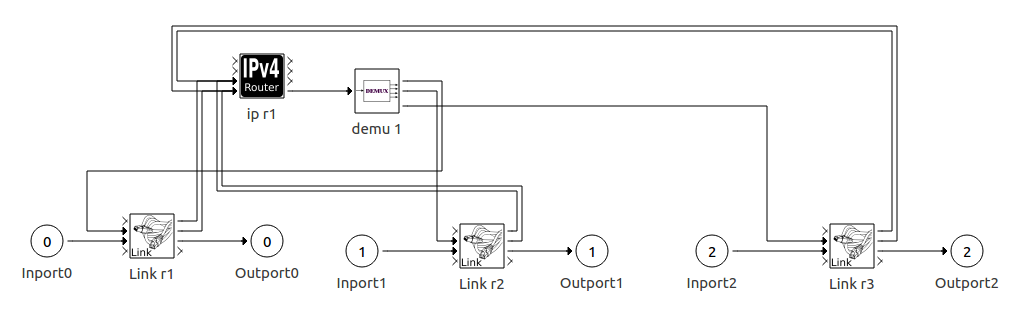 IPv4
Router
ip r1
DEMUX
demu 1
0
Inport0
Link
Link r1
0
Outport0
1
Inport1
Link
Link r2
1
Outport1
2
Inport2
Link
Link r3
2
Outport2